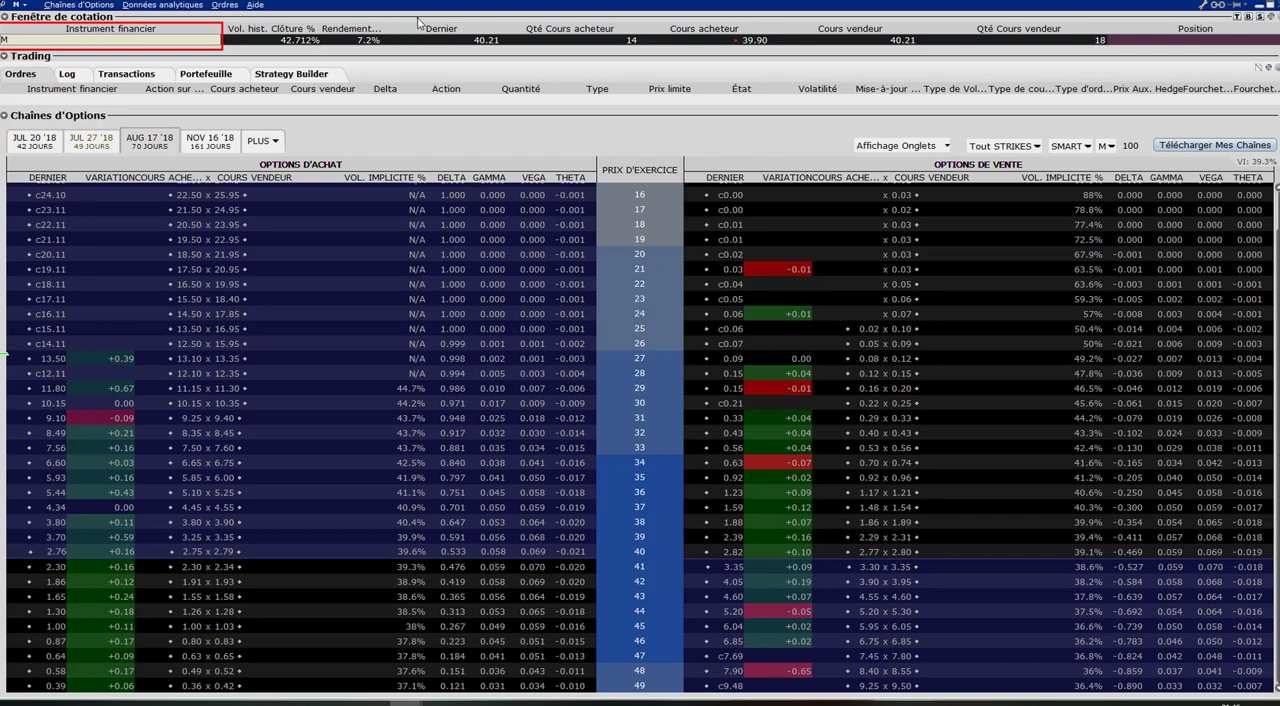 M Chaînes d'Options Données analytiques Ordres Aide
Fenêtre de cotation
Instrument financier Vol. hist. Clôture % Rendement... Dernier Qté Cours acheteur Cours acheteur Cours vendeur Qté Cours vendeur Position
M 42.712% 7.2% 40.21 14 39.90 40.21 18
Trading
Ordres Log Transactions Portefeuille Strategy Builder
Instrument financier Action sur ... Cours acheteur Cours vendeur Delta Action Quantité Type Prix limite État Volatilité Mise-à-jour ... Type de Vol... Type de cou... Type d'ord... Prix Aux. HedgeFourchet... Fourchet...
Chaînes d'Options
JUL 20 '18 JUL 27 '18 AUG 17 '18 NOV 16 '18 PLUS Affichage Onglets Tout STRIKES SMART M 100 Télécharger Mes Chaînes
42 JOURS 49 JOURS 70 JOURS 161 JOURS
VI: 39.3%
OPTIONS D'ACHAT PRIX D'EXERCICE OPTIONS DE VENTE
DERNIER VARIATIONCOURS ACHE... x COURS VENDEUR VOL. IMPLICITE % DELTA GAMMA VEGA THETA DERNIER VARIATIONCOURS ACHE... x COURS VENDEUR VOL. IMPLICITE % DELTA GAMMA VEGA THETA
c24.10 22.50 x 25.95 N/A 1.000 0.000 0.000 -0.001 16 c0.00 x 0.03 88% 0.000 0.000 0.000 0.000
c23.11 21.50 x 24.95 N/A 1.000 0.000 0.000 -0.001 17 c0.00 x 0.02 78.8% 0.000 0.000 0.000 0.000
c22.11 20.50 x 23.95 N/A 1.000 0.000 0.000 -0.001 18 c0.01 x 0.03 77.4% 0.000 0.000 0.000 0.000
c21.11 19.50 x 22.95 N/A 1.000 0.000 0.000 -0.001 19 c0.01 x 0.03 72.5% 0.000 0.000 0.000 0.000
c20.11 18.50 x 21.95 N/A 1.000 0.000 0.000 -0.001 20 c0.02 x 0.03 67.9% -0.001 0.000 0.000 0.000
c19.11 17.50 x 20.95 N/A 1.000 0.000 0.000 -0.001 21 0.03 -0.01 x 0.03 63.5% -0.001 0.000 0.001 0.000
c18.11 16.50 x 19.95 N/A 1.000 0.000 0.000 -0.001 22 c0.04 x 0.05 63.6% -0.003 0.001 0.001 -0.001
c17.11 15.50 x 18.40 N/A 1.000 0.000 0.000 -0.001 23 c0.05 x 0.06 59.3% -0.005 0.002 0.002 -0.001
c16.11 14.50 x 17.85 N/A 1.000 0.000 0.000 -0.001 24 0.06 +0.01 x 0.07 57% -0.008 0.003 0.004 -0.001
c15.11 13.50 x 16.95 N/A 1.000 0.000 0.000 -0.001 25 c0.06 0.02 x 0.10 50.4% -0.014 0.004 0.006 -0.002
c14.11 12.50 x 15.95 N/A 0.999 0.001 0.001 -0.002 26 c0.07 0.05 x 0.09 50% -0.021 0.006 0.009 -0.003
13.50 +0.39 13.10 x 13.35 N/A 0.998 0.002 0.001 -0.003 27 0.09 0.00 0.08 x 0.12 49.2% -0.027 0.007 0.013 -0.004
c12.11 12.10 x 12.35 N/A 0.994 0.005 0.003 -0.004 28 0.15 +0.04 0.12 x 0.15 47.8% -0.036 0.009 0.015 -0.005
11.80 +0.67 11.15 x 11.30 44.7% 0.986 0.010 0.007 -0.006 29 0.15 -0.01 0.16 x 0.20 46.5% -0.046 0.012 0.019 -0.006
10.15 0.00 10.15 x 10.35 44.2% 0.971 0.017 0.009 -0.009 30 c0.21 0.22 x 0.25 45.6% -0.061 0.015 0.020 -0.007
9.10 -0.09 9.25 x 9.40 43.7% 0.948 0.025 0.018 -0.012 31 0.33 +0.04 0.29 x 0.33 44.2% -0.079 0.019 0.026 -0.008
8.49 +0.21 8.35 x 8.45 43.7% 0.917 0.032 0.031 -0.014 32 0.43 +0.04 0.40 x 0.43 42.7% -0.102 0.024 0.033 -0.009
7.56 +0.16 7.50 x 7.60 43.7% 0.881 0.035 0.034 -0.015 33 0.56 +0.04 0.53 x 0.56 42.3% -0.130 0.028 0.038 -0.011
6.60 +0.03 6.65 x 6.75 42.5% 0.840 0.038 0.041 -0.016 34 0.63 -0.07 0.70 x 0.74 41.6% -0.165 0.034 0.042 -0.013
5.93 +0.16 5.85 x 6.00 41.1% 0.797 0.041 0.050 -0.017 35 0.92 +0.02 0.92 x 0.96 41.1% -0.205 0.040 0.050 -0.014
5.44 +0.43 5.10 x 5.25 41.1% 0.751 0.045 0.058 -0.018 36 1.23 +0.09 1.17 x 1.21 40.6% -0.250 0.045 0.058 -0.015
4.34 0.00 4.45 x 4.55 40.9% 0.701 0.050 0.059 -0.019 37 1.59 +0.12 1.48 x 1.54 40.3% -0.300 0.050 0.059 -0.016
3.80 +0.11 3.80 x 3.90 40.4% 0.647 0.053 0.064 -0.020 38 1.88 +0.07 1.86 x 1.89 39.9% -0.354 0.054 0.065 -0.017
3.70 +0.59 3.25 x 3.35 39.9% 0.591 0.056 0.068 -0.020 39 2.39 +0.16 2.29 x 2.31 39.4% -0.411 0.056 0.067 -0.018
2.76 +0.16 2.75 x 2.79 39.6% 0.533 0.058 0.069 -0.021 40 2.82 +0.10 2.77 x 2.80 39.1% -0.469 0.059 0.069 -0.018
2.30 +0.16 2.30 x 2.34 39.3% 0.476 0.059 0.070 -0.020 41 3.35 +0.09 3.30 x 3.35 38.6% -0.527 0.059 0.070 -0.018
1.86 +0.12 1.91 x 1.93 38.9% 0.419 0.058 0.068 -0.020 42 4.05 +0.19 3.90 x 3.95 38.2% -0.584 0.058 0.068 -0.018
1.65 +0.24 1.55 x 1.58 38.6% 0.365 0.056 0.064 -0.019 43 4.60 +0.07 4.55 x 4.60 37.8% -0.639 0.057 0.064 -0.017
1.30 +0.18 1.26 x 1.28 38.5% 0.313 0.053 0.065 -0.018 44 5.20 -0.05 5.20 x 5.30 37.5% -0.692 0.054 0.064 -0.016
1.00 +0.11 1.00 x 1.03 38% 0.267 0.049 0.059 -0.016 45 6.04 +0.02 5.95 x 6.05 36.6% -0.739 0.051 0.057 -0.014
0.87 +0.17 0.80 x 0.83 37.8% 0.223 0.045 0.051 -0.015 46 6.85 +0.02 6.75 x 6.85 36.2% -0.783 0.046 0.050 -0.012
0.64 +0.09 0.63 x 0.65 37.8% 0.184 0.041 0.049 -0.013 47 c7.69 7.45 x 7.80 36.8% -0.824 0.042 0.048 -0.011
0.58 +0.17 0.49 x 0.52 37.6% 0.151 0.036 0.043 -0.011 48 7.90 -0.65 8.40 x 8.55 36% -0.859 0.037 0.041 -0.009
0.39 +0.06 0.36 x 0.42 37.1% 0.121 0.031 0.034 -0.010 49 c9.48 9.25 x 9.50 36.4% -0.890 0.033 0.032 -0.007